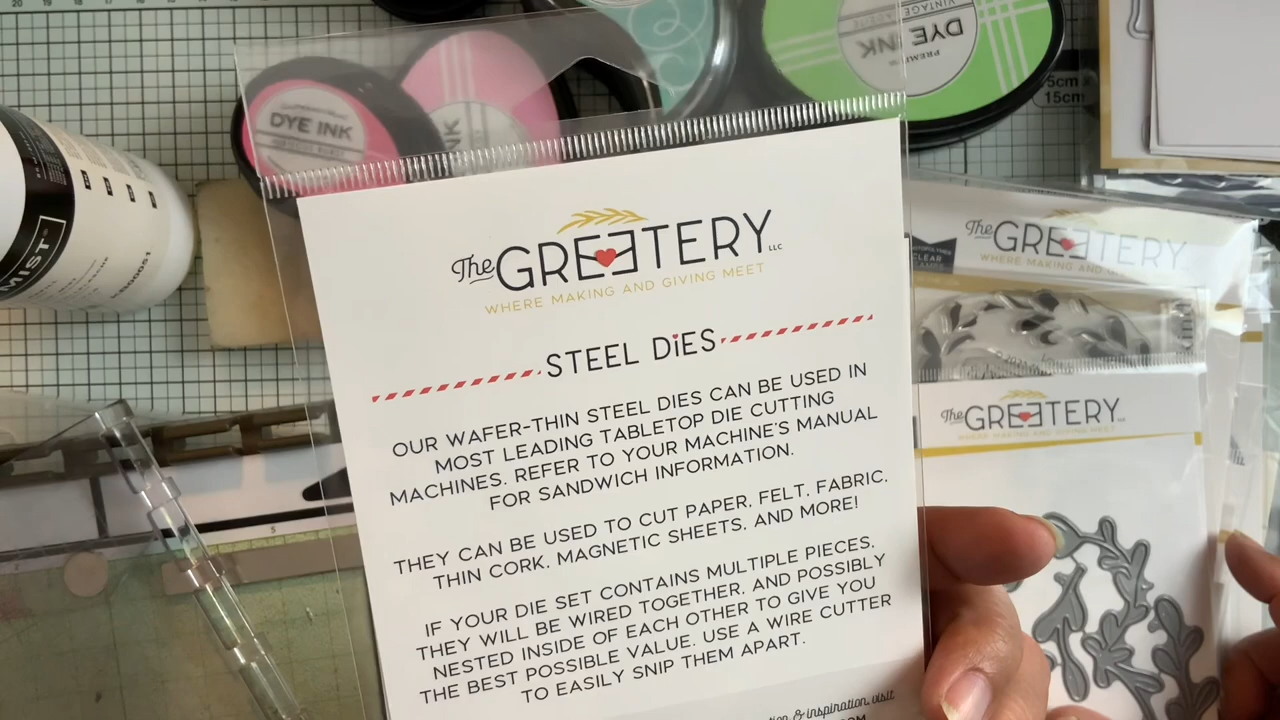 The GREETERY LLC
WHERE MAKING AND GIVING MEET
STEEL DIES
OUR WAFER-THIN STEEL DIES CAN BE USED IN
MOST LEADING TABLETOP DIE CUTTING
MACHINES. REFER TO YOUR MACHINE'S MANUAL
FOR SANDWICH INFORMATION.
THEY CAN BE USED TO CUT PAPER, FELT, FABRIC,
THIN CORK, MAGNETIC SHEETS, AND MORE!
IF YOUR DIE SET CONTAINS MULTIPLE PIECES,
THEY WILL BE WIRED TOGETHER, AND POSSIBLY
NESTED INSIDE OF EACH OTHER TO GIVE YOU
THE BEST POSSIBLE VALUE. USE A WIRE CUTTER
TO EASILY SNIP THEM APART.
& inspiration, visit
DYE INK
NK
DYE INK
VINTAGE
5cm
15cm
MIST
The GREETERY
WHERE MAKING AND
CLEAR
The GREETERY
WHERE MAKING AND GIVING MEET